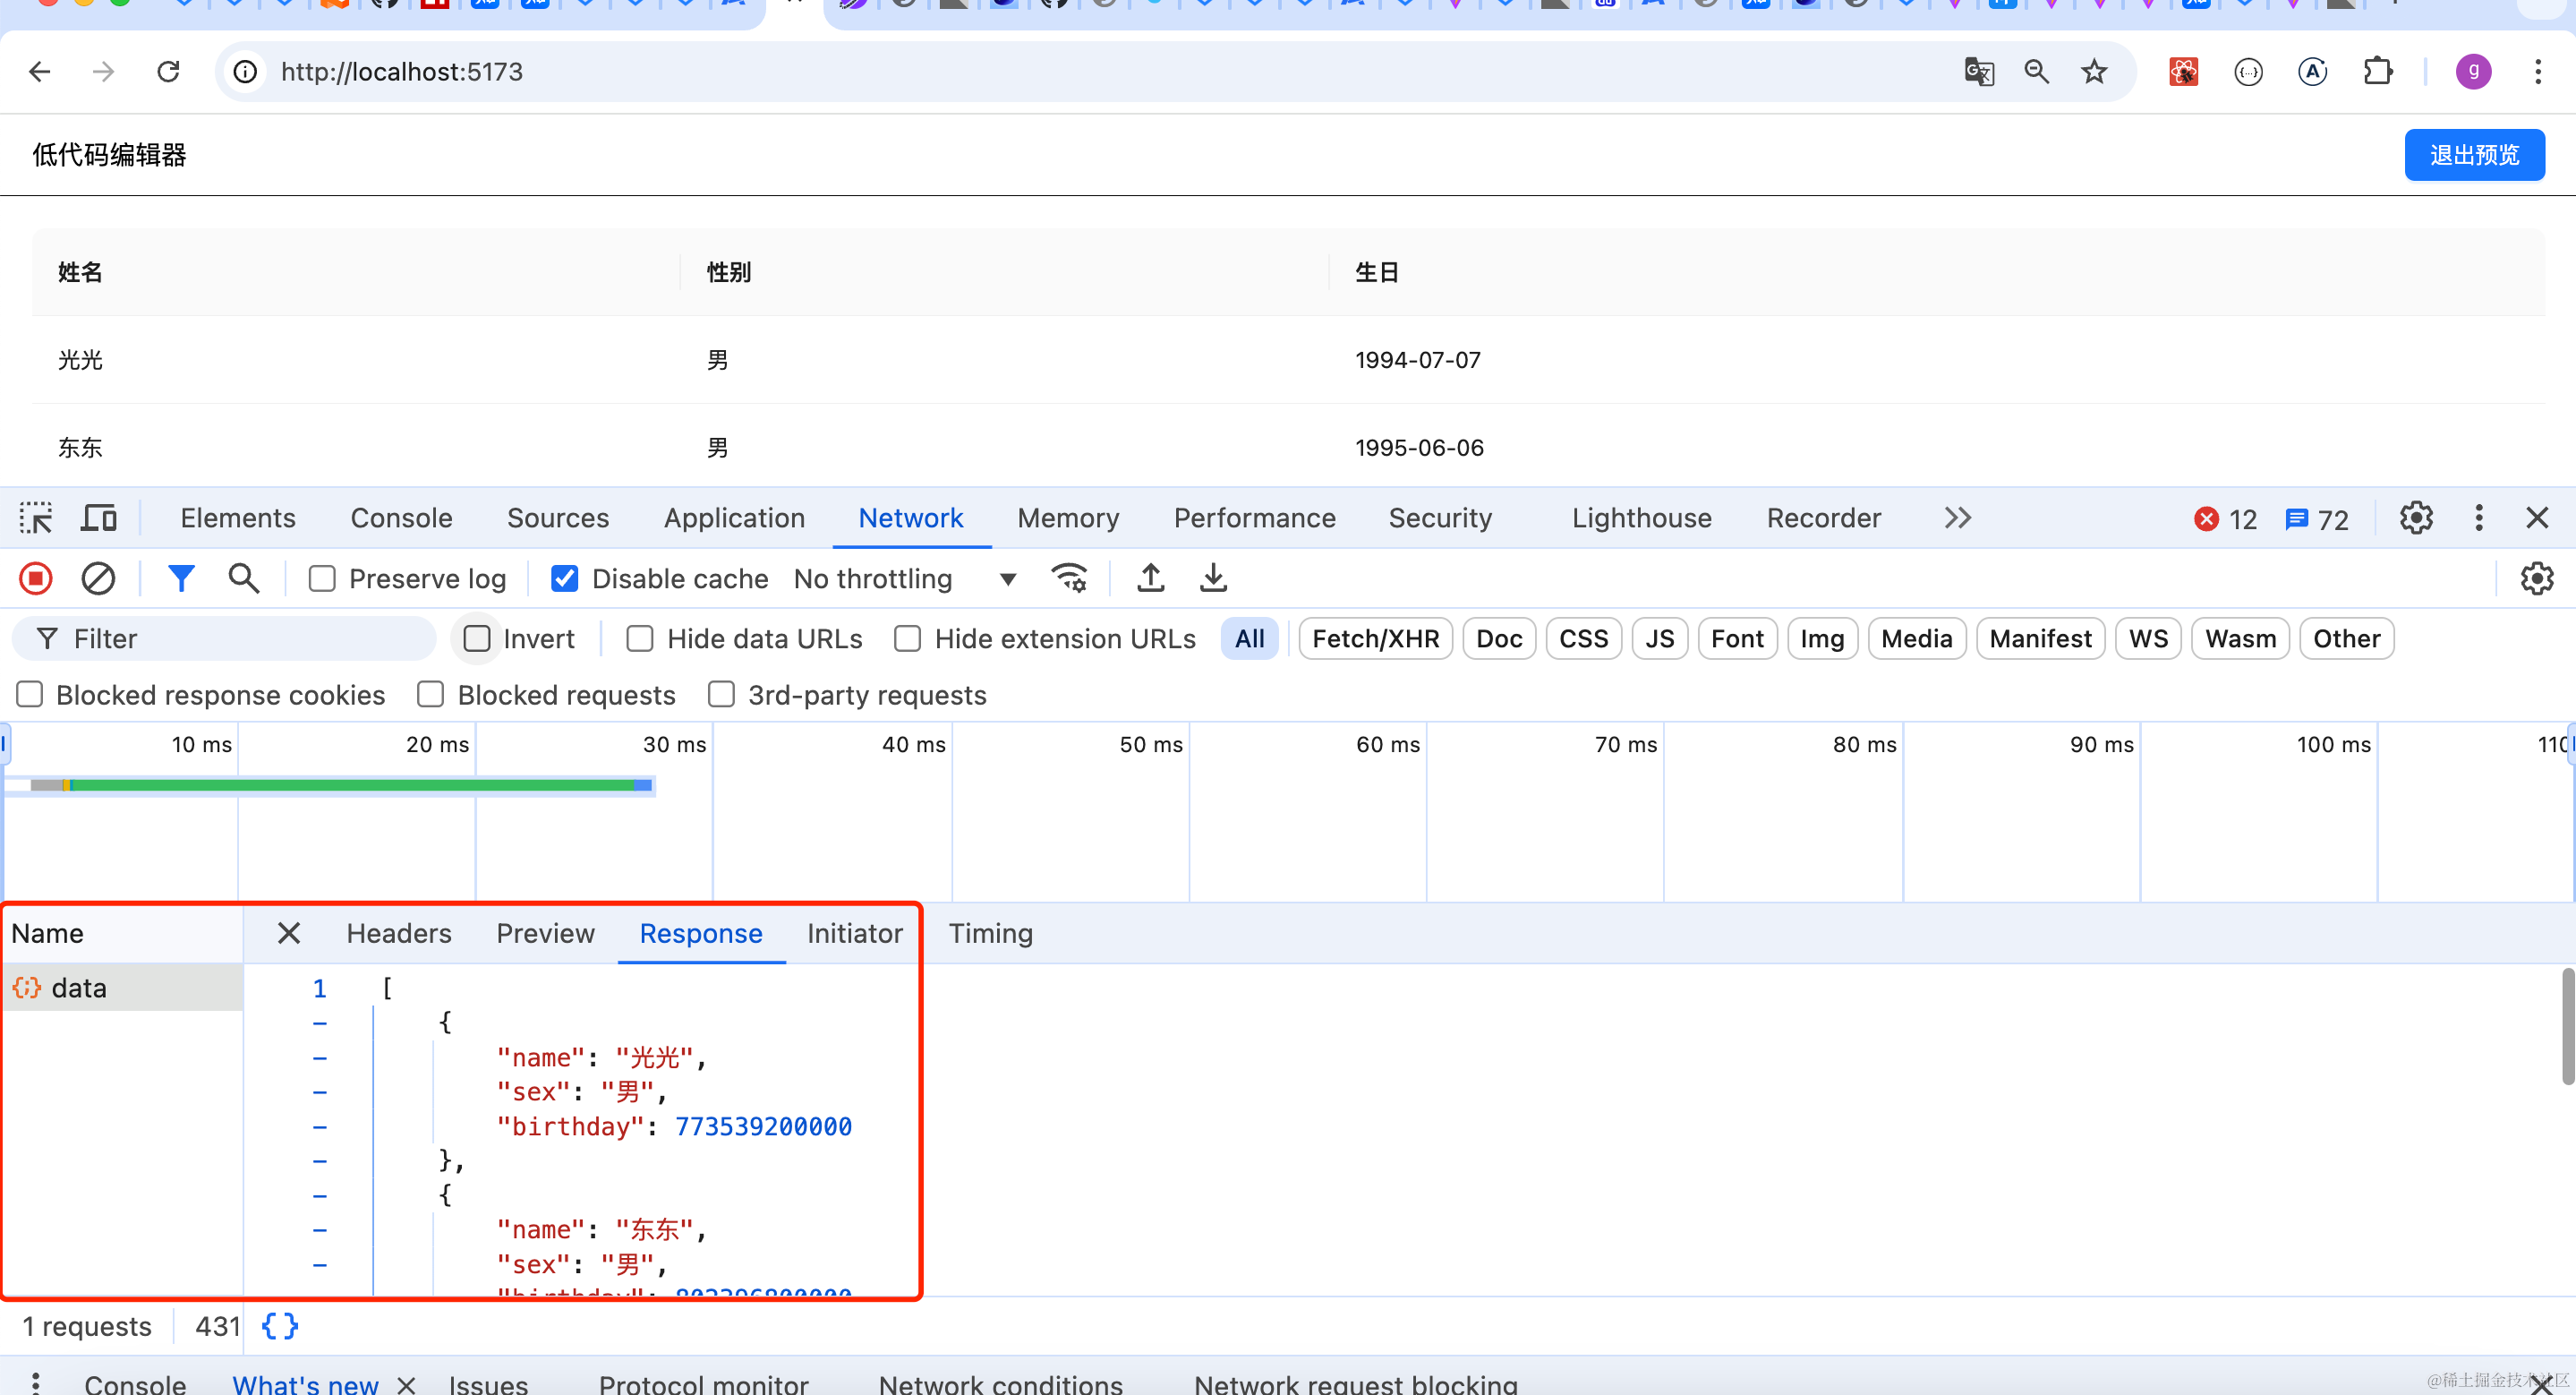 http://localhost:5173
g
低代码编辑器
退出预览
姓名 性别 生日
光光 男 1994-07-07
东东 男 1995-06-06
Elements Console Sources Application Network Memory Performance Security Lighthouse Recorder 12 72
Preserve log Disable cache No throttling
Filter Invert Hide data URLs Hide extension URLs All Fetch/XHR Doc CSS JS Font Img Media Manifest WS Wasm Other
Blocked response cookies Blocked requests 3rd-party requests
10 ms 20 ms 30 ms 40 ms 50 ms 60 ms 70 ms 80 ms 90 ms 100 ms 110
Name Headers Preview Response Initiator Timing
data
1 [
- {
- "name": "光光",
- "sex": "男",
- "birthday": 773539200000
- },
- {
- "name": "东东",
- "sex": "男",
"birthday": 802396800000
1 requests 431 {}
Console What's new Issues Protocol monitor Network conditions Network request blocking
@稀土掘金技术社区